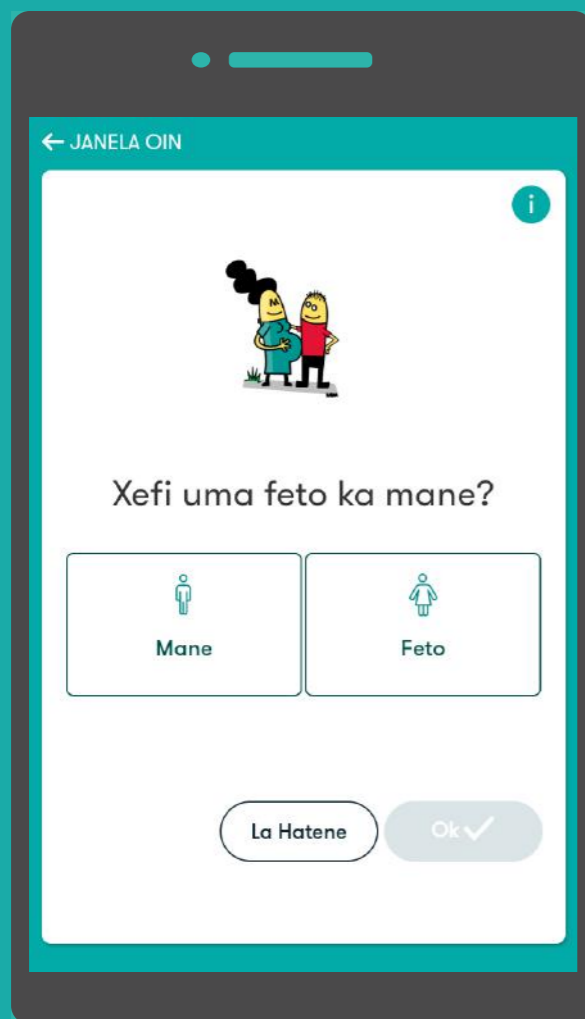 ← JANELA OIN
i
Xefi uma feto ka mane?
Mane
Feto
La Hatene
Ok